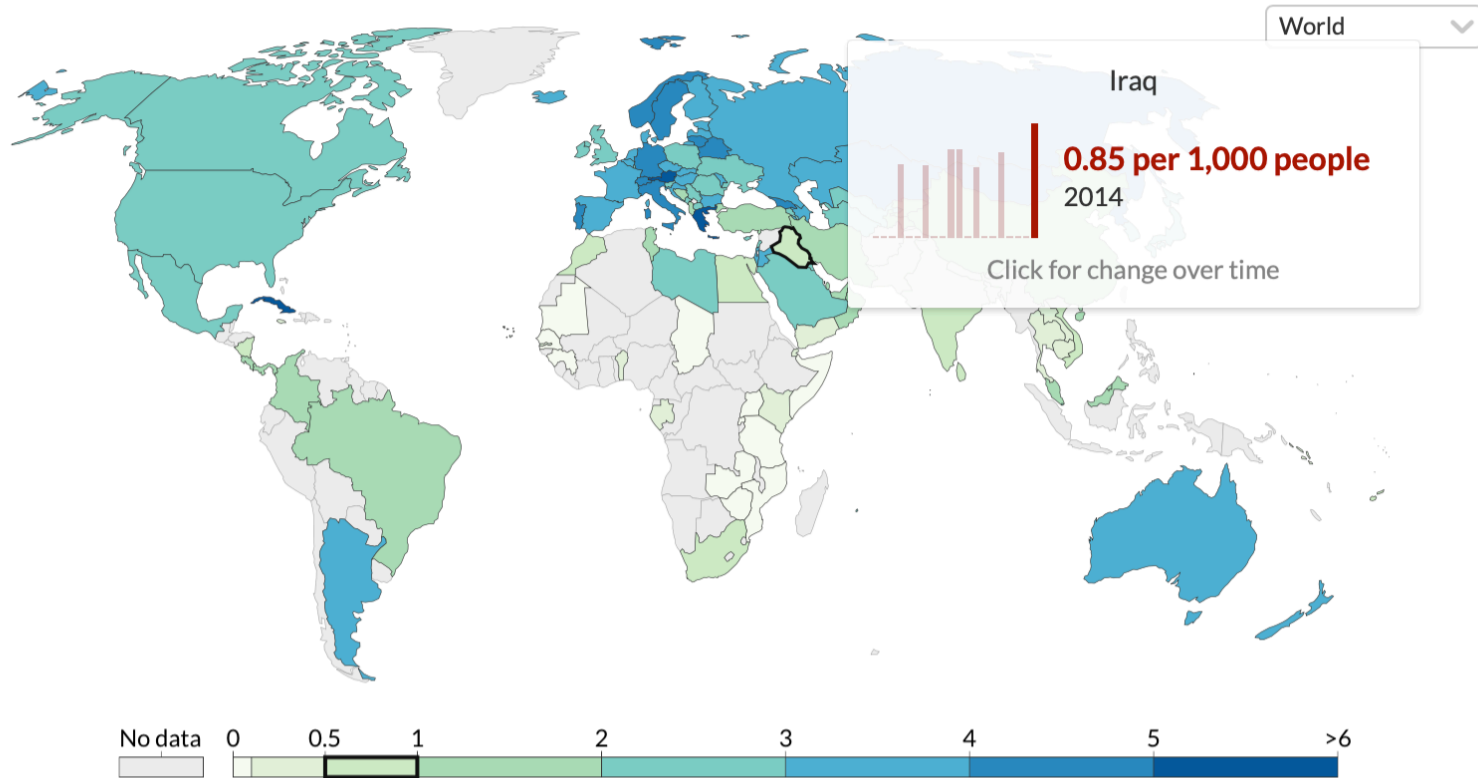 World
Iraq
0.85 per 1,000 people
2014
Click for change over time
No data 0 0.5 1 2 3 4 5 >6